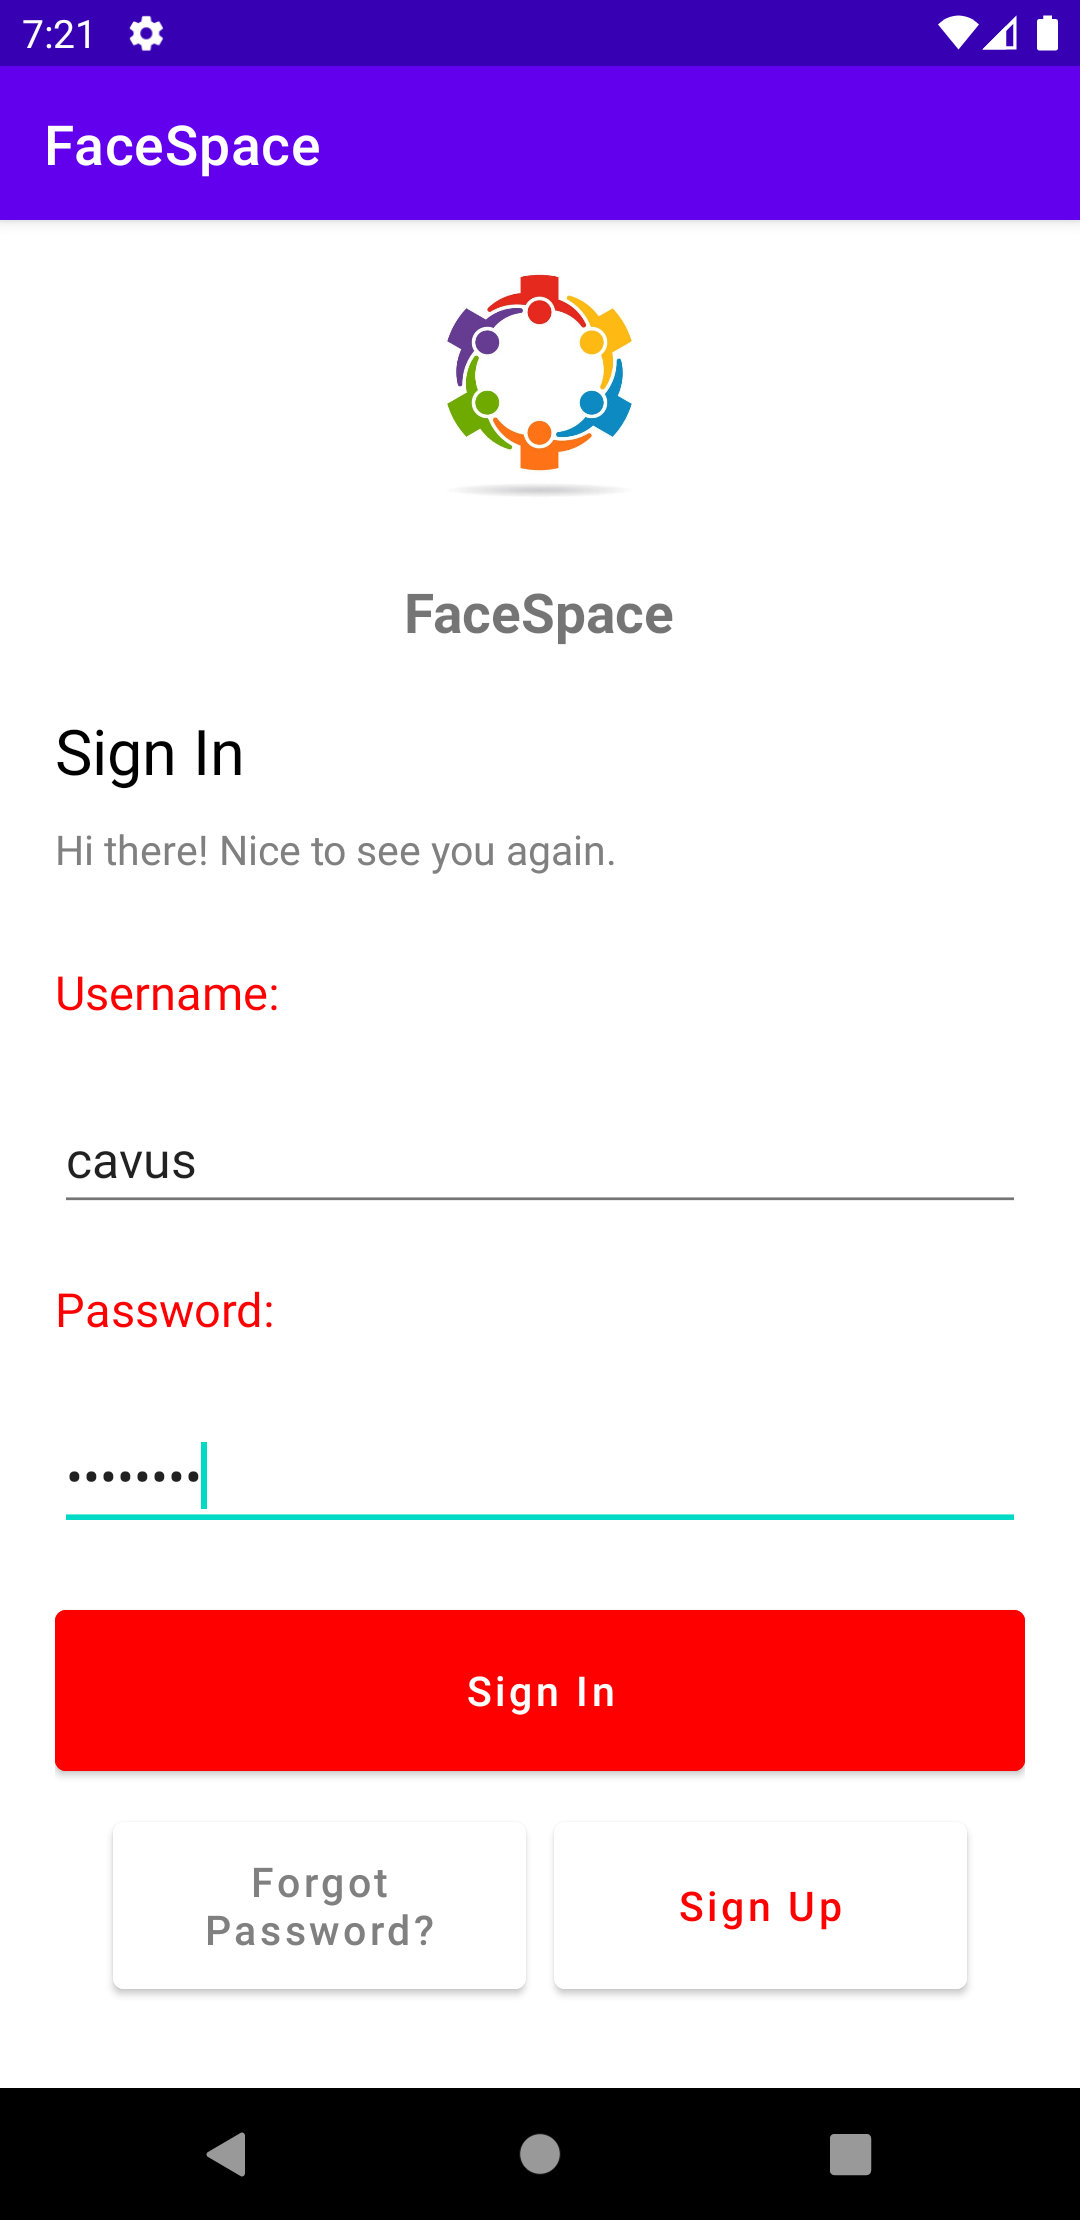 7:21
FaceSpace
FaceSpace
Sign In
Hi there! Nice to see you again.
Username:
cavus
Password:
••••••••
Sign In
Forgot
Password?
Sign Up